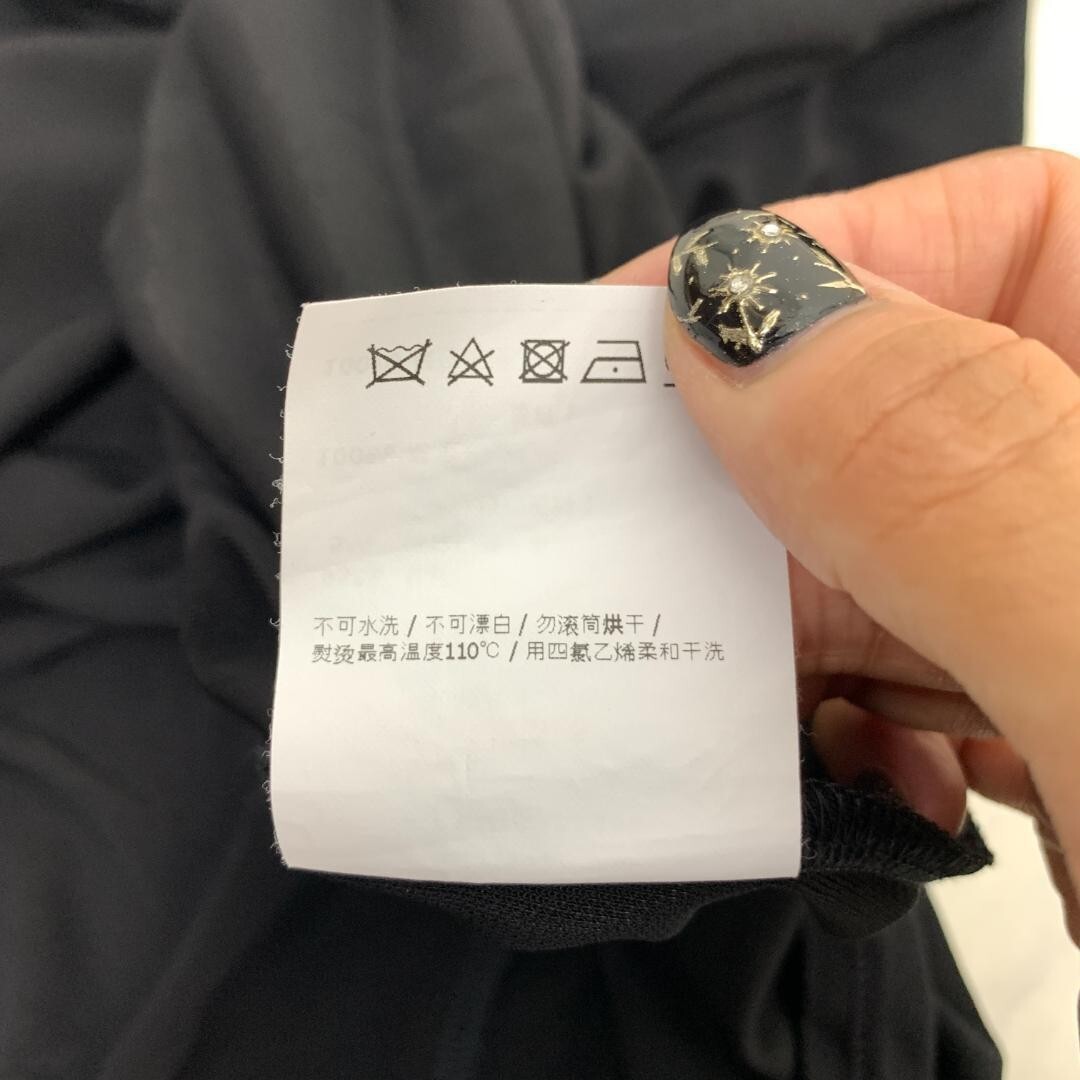 不可水洗 / 不可漂白 / 勿滚筒烘干 /
熨烫最高温度110℃ / 用四氯乙烯柔和干洗